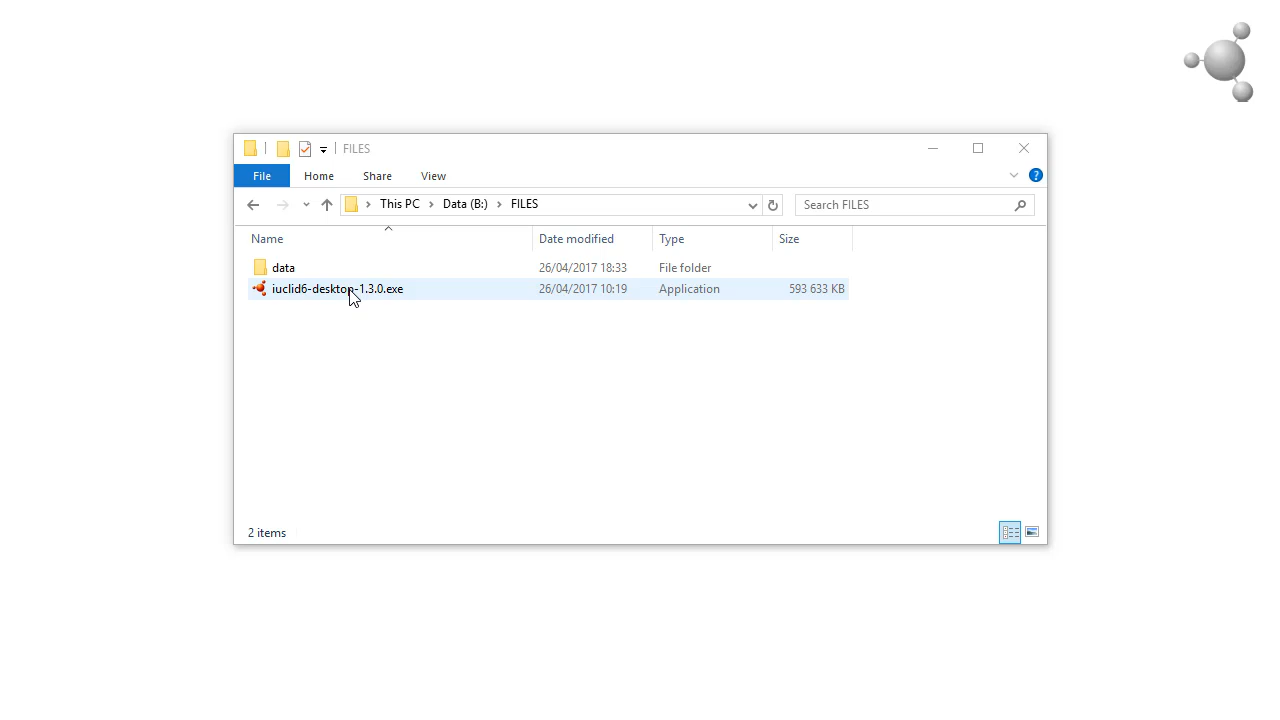 FILES
File Home Share View
This PC Data (B:) FILES Search FILES
Name Date modified Type Size
data 26/04/2017 18:33 File folder
iuclid6-desktop-1.3.0.exe 26/04/2017 10:19 Application 593 633 KB
2 items